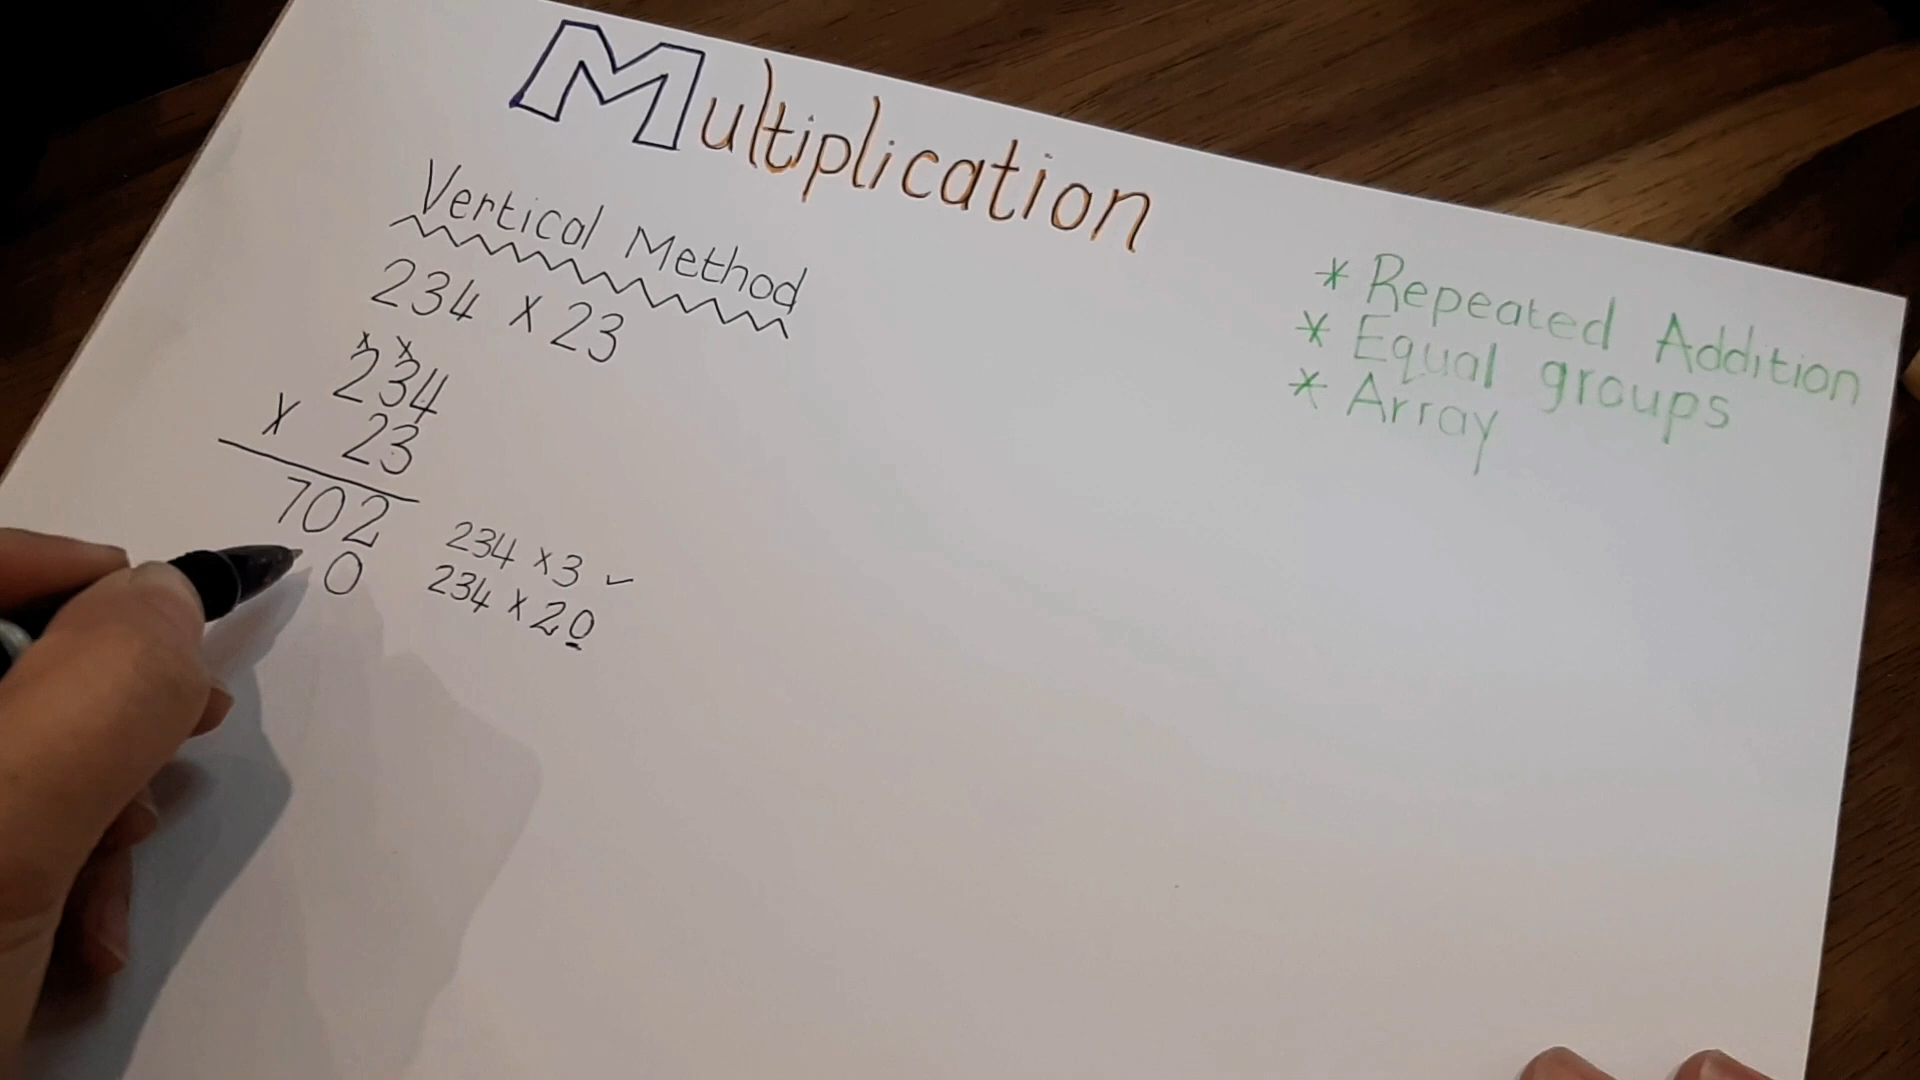 Multiplication
Vertical Method
234 x 23
x x
234
x 23
702
0
234 x 3 ✓
234 x 20
* Repeated Addition
* Equal groups
* Array